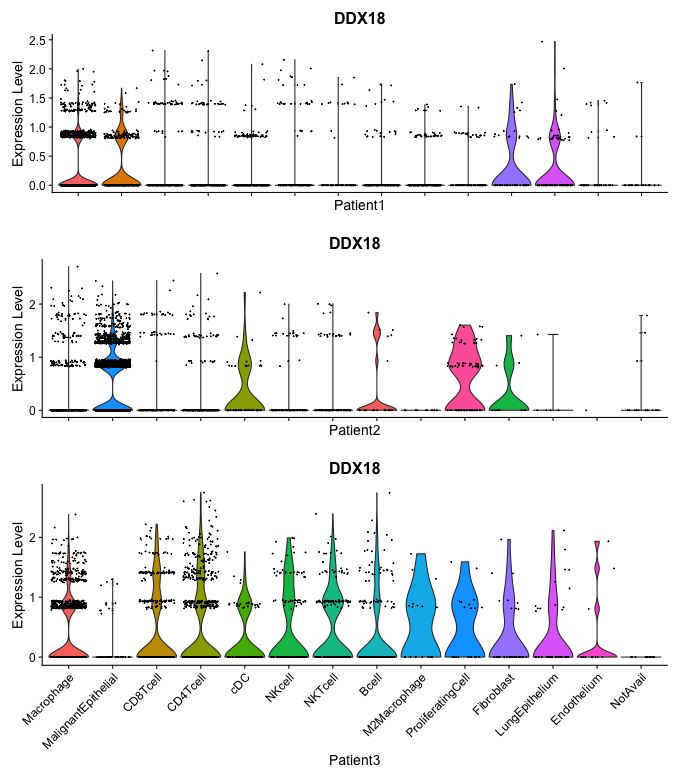 DDX18
Expression Level
2.5
2.0
1.5
1.0
0.5
0.0
Patient1
DDX18
Expression Level
2
1
0
Patient2
DDX18
Expression Level
2
1
0
Macrophage
MalignantEpithelial
CD8Tcell
CD4Tcell
cDC
NKcell
NKTcell
Bcell
M2Macrophage
ProliferatingCell
Fibroblast
LungEpithelium
Endothelium
NotAvail
Patient3